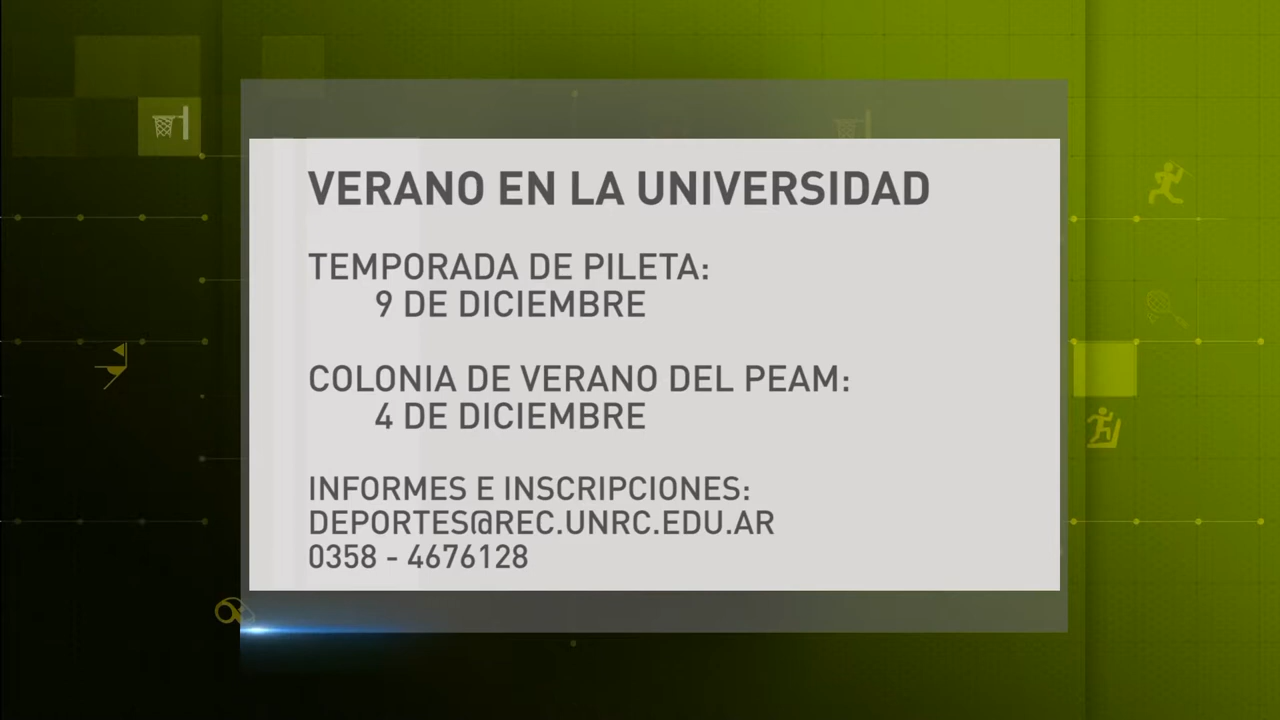 VERANO EN LA UNIVERSIDAD
TEMPORADA DE PILETA:
9 DE DICIEMBRE
COLONIA DE VERANO DEL PEAM:
4 DE DICIEMBRE
INFORMES E INSCRIPCIONES:
DEPORTES@REC.UNRC.EDU.AR
0358 - 4676128